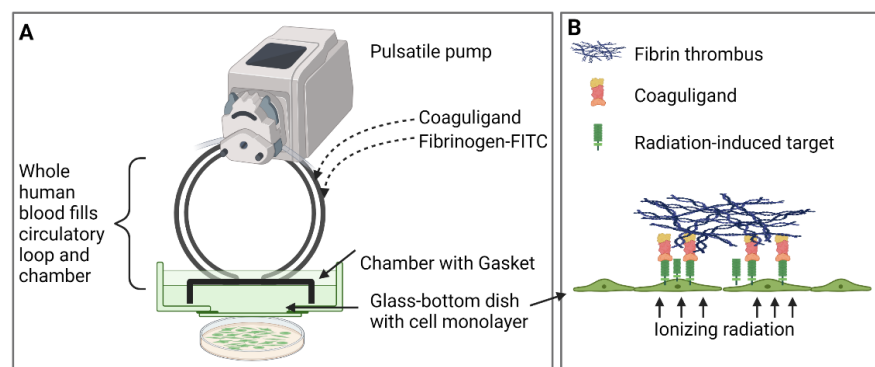 A
Pulsatile pump
Coaguligand
Fibrinogen-FITC
Whole
human
blood fills
circulatory
loop and
chamber
Chamber with Gasket
Glass-bottom dish
with cell monolayer
B
Fibrin thrombus
Coaguligand
Radiation-induced target
Ionizing radiation